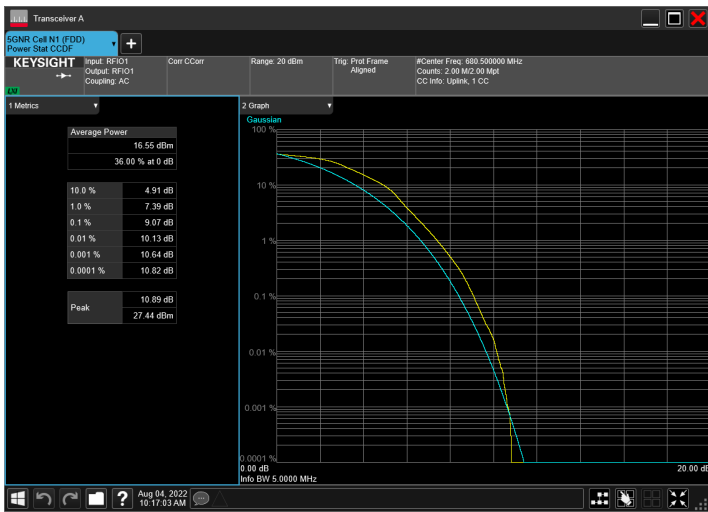 Transceiver A
5GNR Cell N1 (FDD)
Power Stat CCDF
KEYSIGHT
LXI
Input: RFIO1
Output: RFIO1
Coupling: AC
Corr CCorr
Range: 20 dBm
Trig: Prot Frame
Aligned
#Center Freq: 680.500000 MHz
Counts: 2.00 M/2.00 Mpt
CC Info: Uplink, 1 CC
1 Metrics
Average Power
16.55 dBm
36.00 % at 0 dB
10.0 % 4.91 dB
1.0 % 7.39 dB
0.1 % 9.07 dB
0.01 % 10.13 dB
0.001 % 10.64 dB
0.0001 % 10.82 dB
Peak
10.89 dB
27.44 dBm
2 Graph
Gaussian
100 %
10 %
1 %
0.1 %
0.01 %
0.001 %
0.0001 %
0.00 dB
20.00 dB
Info BW 5.0000 MHz
Aug 04, 2022
10:17:03 AM